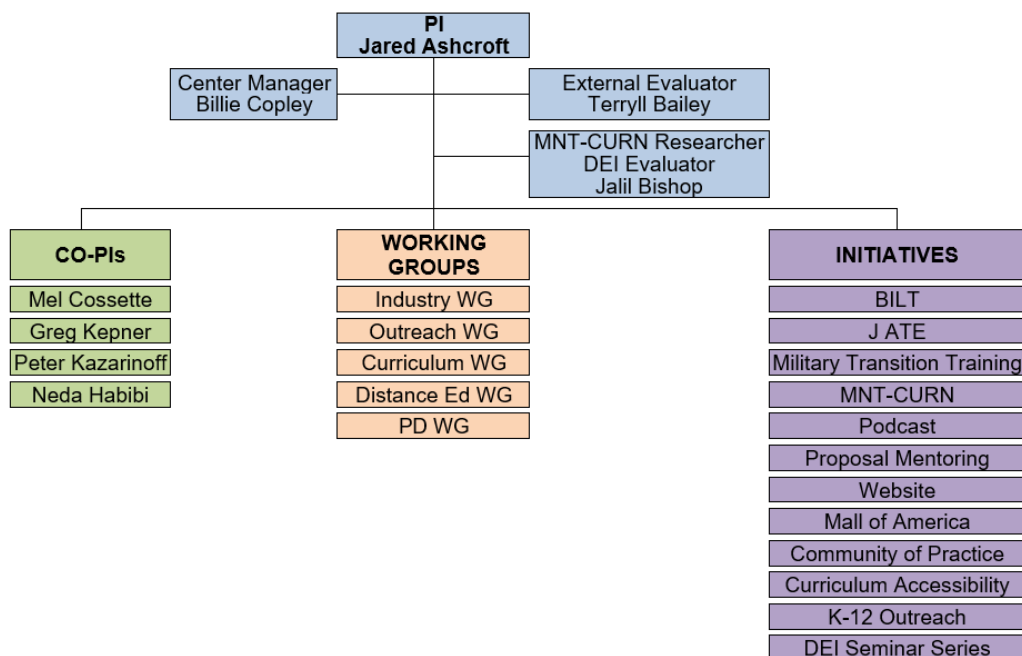 PI
Jared Ashcroft
Center Manager
Billie Copley
External Evaluator
Terryll Bailey
MNT-CURN Researcher
DEI Evaluator
Jalil Bishop
CO-PIs
Mel Cossette
Greg Kepner
Peter Kazarinoff
Neda Habibi
WORKING
GROUPS
Industry WG
Outreach WG
Curriculum WG
Distance Ed WG
PD WG
INITIATIVES
BILT
J ATE
Military Transition Training
MNT-CURN
Podcast
Proposal Mentoring
Website
Mall of America
Community of Practice
Curriculum Accessibility
K-12 Outreach
DEI Seminar Series